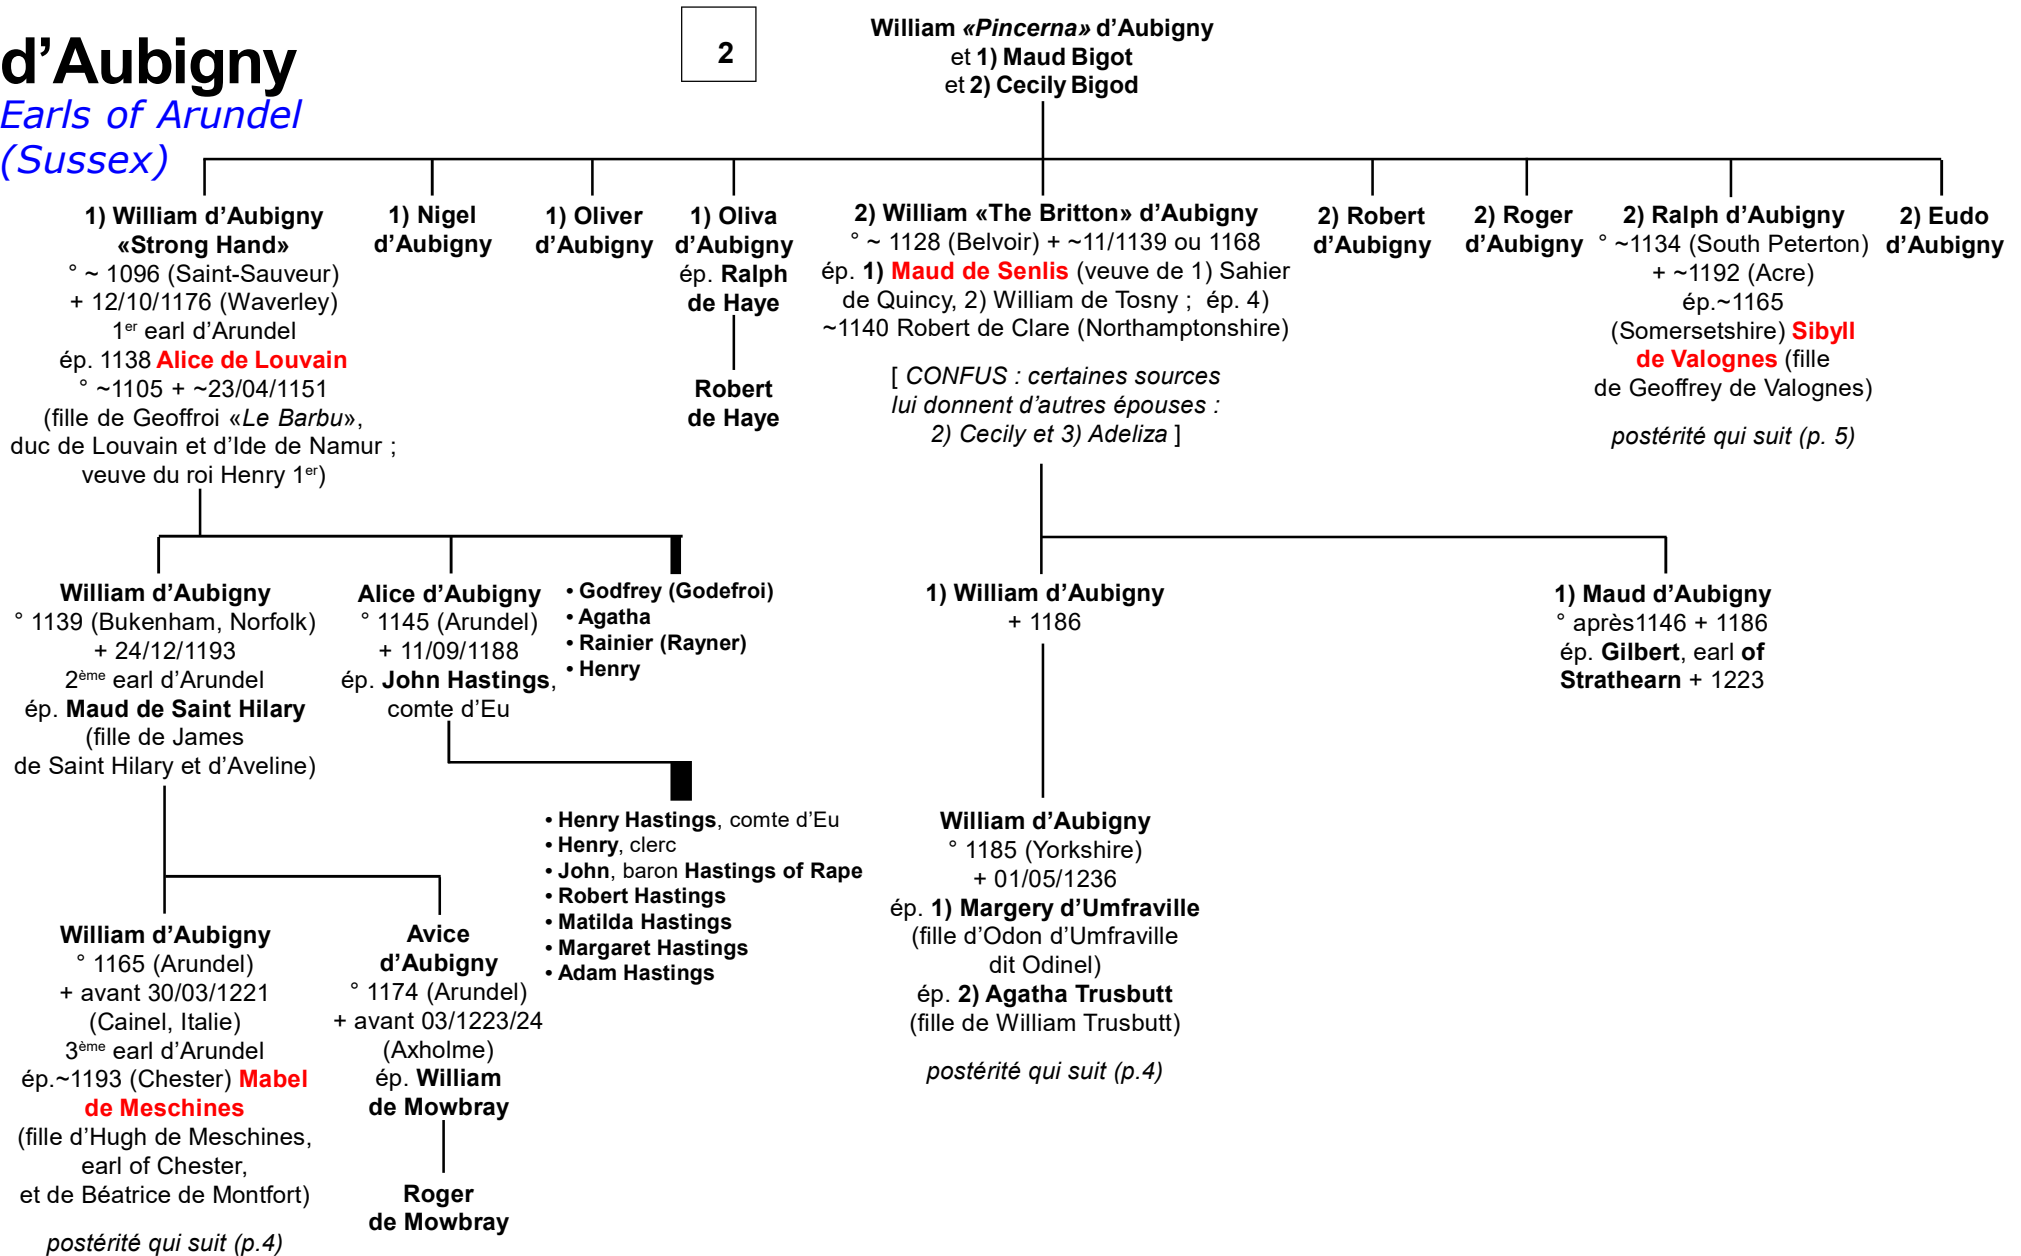 d’Aubigny
Earls of Arundel
(Sussex)
2
William «Pincerna» d’Aubigny
et 1) Maud Bigot
et 2) Cecily Bigod
1) William d’Aubigny
«Strong Hand»
° ~ 1096 (Saint-Sauveur)
+ 12/10/1176 (Waverley)
1er earl d’Arundel
ép. 1138 Alice de Louvain
° ~1105 + ~23/04/1151
(fille de Geoffroi «Le Barbu»,
duc de Louvain et d’Ide de Namur ;
veuve du roi Henry 1er)
1) Nigel
d’Aubigny
1) Oliver
d’Aubigny
1) Oliva
d’Aubigny
ép. Ralph
de Haye
Robert
de Haye
2) William «The Britton» d’Aubigny
° ~ 1128 (Belvoir) + ~11/1139 ou 1168
ép. 1) Maud de Senlis (veuve de 1) Sahier
de Quincy, 2) William de Tosny ; ép. 4)
~1140 Robert de Clare (Northamptonshire)
[ CONFUS : certaines sources
lui donnent d’autres épouses :
2) Cecily et 3) Adeliza ]
2) Robert
d’Aubigny
2) Roger
d’Aubigny
2) Ralph d’Aubigny
° ~1134 (South Peterton)
+ ~1192 (Acre)
ép.~1165
(Somersetshire) Sibyll
de Valognes (fille
de Geoffrey de Valognes)
postérité qui suit (p. 5)
2) Eudo
d’Aubigny
William d’Aubigny
° 1139 (Bukenham, Norfolk)
+ 24/12/1193
2ème earl d’Arundel
ép. Maud de Saint Hilary
(fille de James
de Saint Hilary et d’Aveline)
Alice d’Aubigny
° 1145 (Arundel)
+ 11/09/1188
ép. John Hastings,
comte d’Eu
• Godfrey (Godefroi)
• Agatha
• Rainier (Rayner)
• Henry
1) William d’Aubigny
+ 1186
1) Maud d’Aubigny
° après1146 + 1186
ép. Gilbert, earl of
Strathearn + 1223
• Henry Hastings, comte d’Eu
• Henry, clerc
• John, baron Hastings of Rape
• Robert Hastings
• Matilda Hastings
• Margaret Hastings
• Adam Hastings
William d’Aubigny
° 1185 (Yorkshire)
+ 01/05/1236
ép. 1) Margery d’Umfraville
(fille d’Odon d’Umfraville
dit Odinel)
ép. 2) Agatha Trusbutt
(fille de William Trusbutt)
postérité qui suit (p.4)
William d’Aubigny
° 1165 (Arundel)
+ avant 30/03/1221
(Cainel, Italie)
3ème earl d’Arundel
ép.~1193 (Chester) Mabel
de Meschines
(fille d’Hugh de Meschines,
earl of Chester,
et de Béatrice de Montfort)
postérité qui suit (p.4)
Avice
d’Aubigny
° 1174 (Arundel)
+ avant 03/1223/24
(Axholme)
ép. William
de Mowbray
Roger
de Mowbray